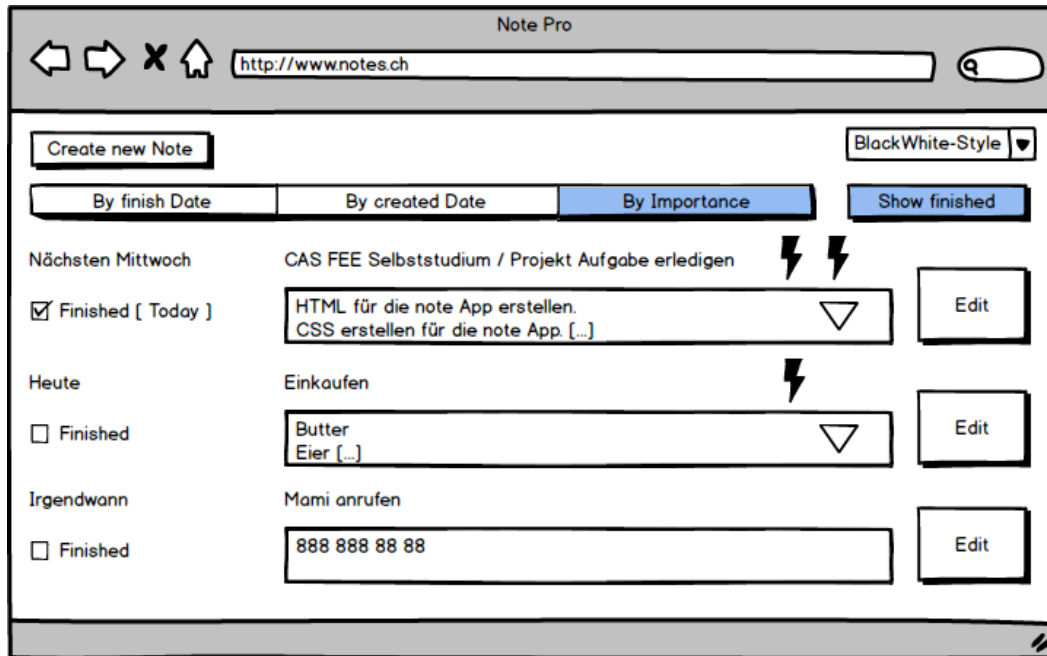 Note Pro
http://www.notes.ch
Create new Note
BlackWhite-Style
By finish Date
By created Date
By Importance
Show finished
Nächsten Mittwoch
CAS FEE Selbststudium / Projekt Aufgabe erledigen
Finished [ Today ]
HTML für die note App erstellen.
CSS erstellen für die note App. [...]
Edit
Heute
Einkaufen
Finished
Butter
Eier [...]
Edit
Irgendwann
Mami anrufen
Finished
888 888 88 88
Edit